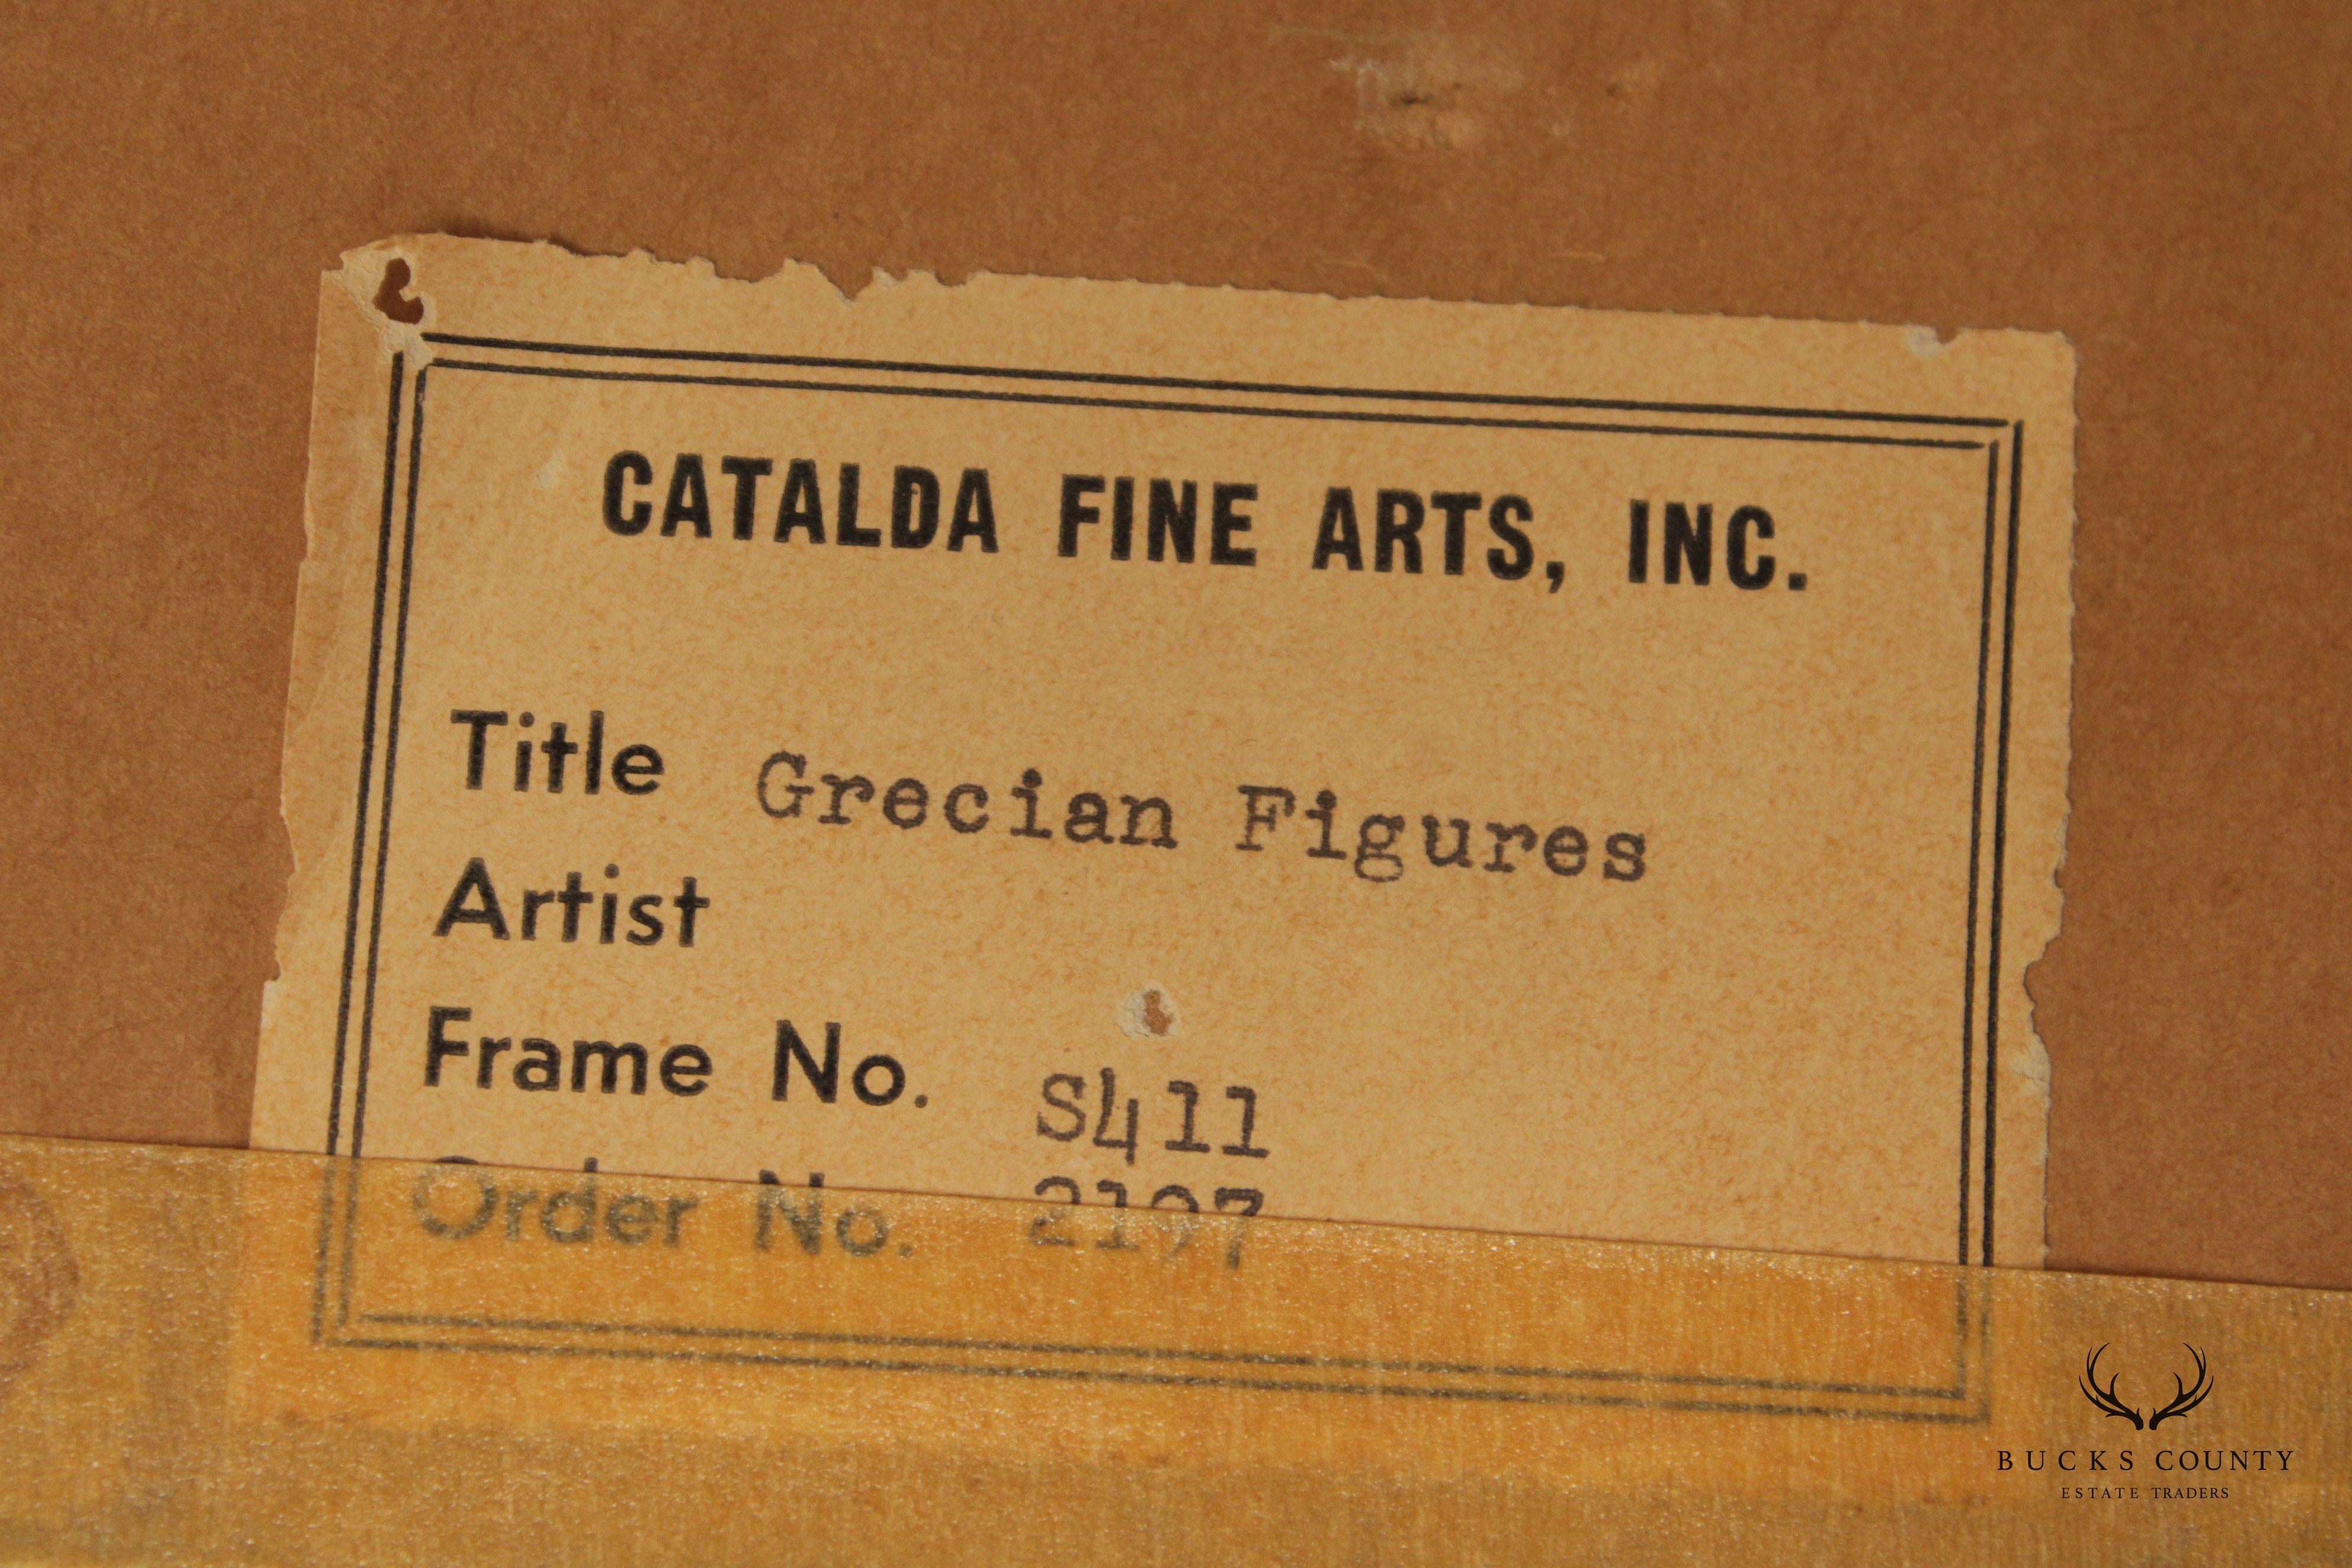 CATALDA FINE ARTS, INC.
Title Grecian Figures
Artist
Frame No. S411
Order No. 2197
BUCKS COUNTY
ESTATE TRADERS